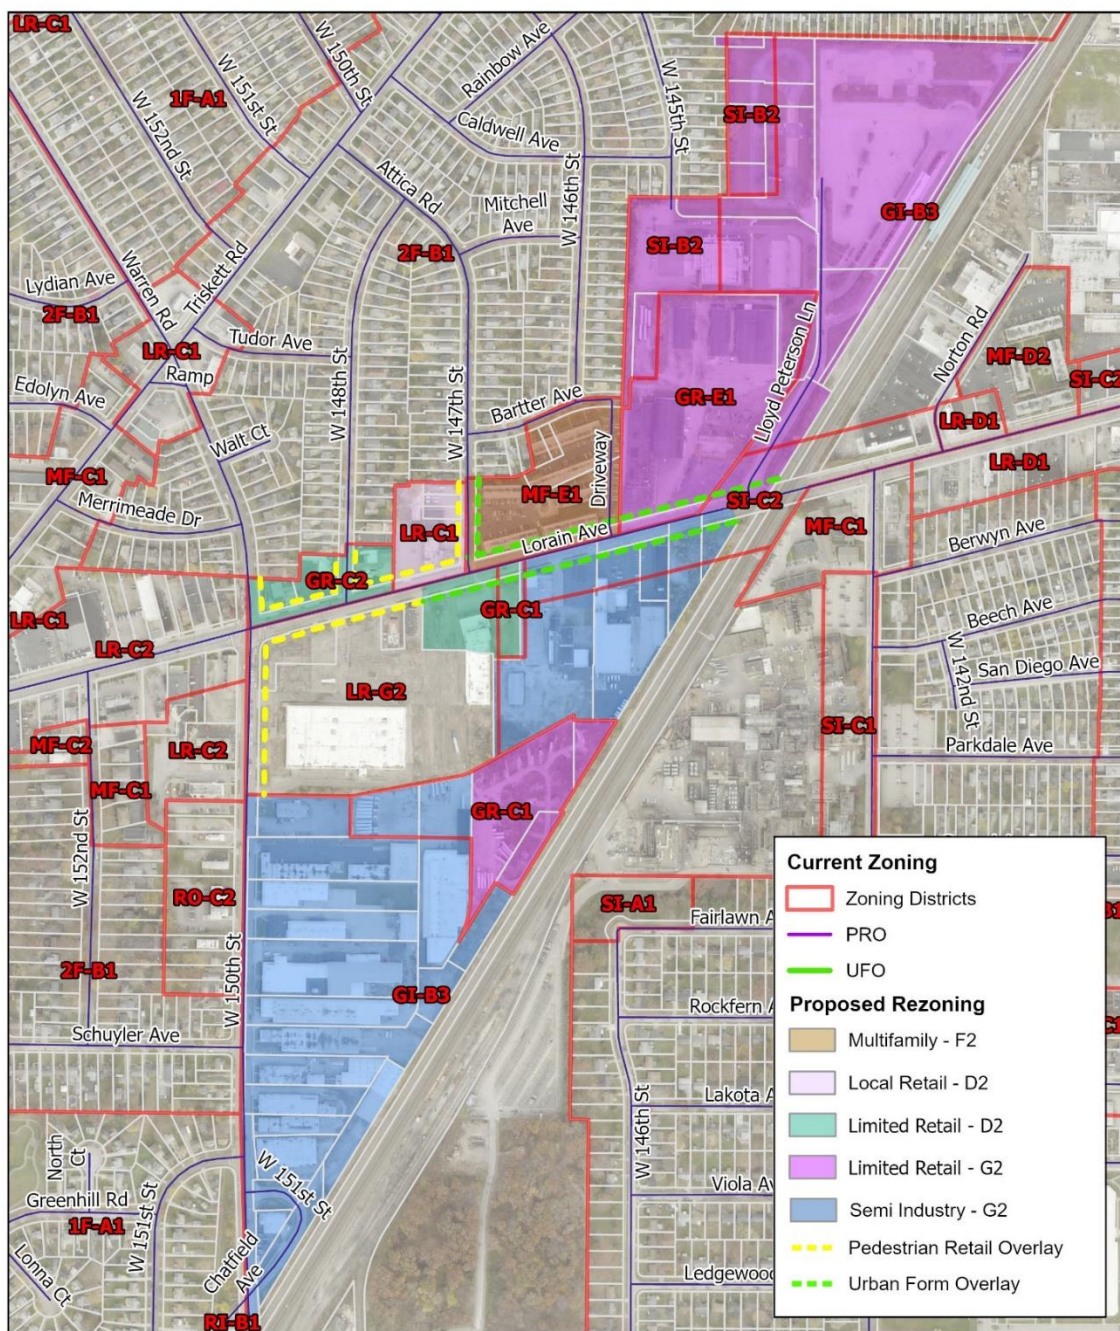 LR-C1
W 150th St
Rainbow Ave
1F-A1
W 151st St
W 145th St
SI-B2
W 152nd St
Caldwell Ave
Attica Rd
Mitchell
Ave
W 146th St
GI-B3
SI-B2
2F-B1
Lydian Ave
Warren Rd
Triskett Rd
2F-B1
Tudor Ave
LR-C1
Ramp
W 148th St
W 147th St
Lloyd Peterson Ln
Norton Rd
MF-D2
SI-C2
Edolyn Ave
Bartter Ave
GR-E1
LR-D1
Walt Ct
Driveway
LR-D1
MF-C1
MF-E1
SI-C2
Merrimeade Dr
LR-C1
Lorain Ave
MF-C1
Berwyn Ave
GR-C2
GR-C1
LR-C1
Beech Ave
LR-C2
W 142nd St
San Diego Ave
LR-G2
SI-C1
MF-C2
LR-C2
Parkdale Ave
MF-C1
GR-C1
W 152nd St
RO-C2
SI-A1
Fairlawn A
B1
2F-B1
W 150th St
GI-B3
Rockfern A
C1
Schuyler Ave
W 146th St
Lakota A
North
Ct
W 151st St
W 151st St
Viola Av
Greenhill Rd
1F-A1
Chatfield
Ave
Lonna Ct
Ledgewood
RI-B1
Current Zoning
Zoning Districts
PRO
UFO
Proposed Rezoning
Multifamily - F2
Local Retail - D2
Limited Retail - D2
Limited Retail - G2
Semi Industry - G2
Pedestrian Retail Overlay
Urban Form Overlay